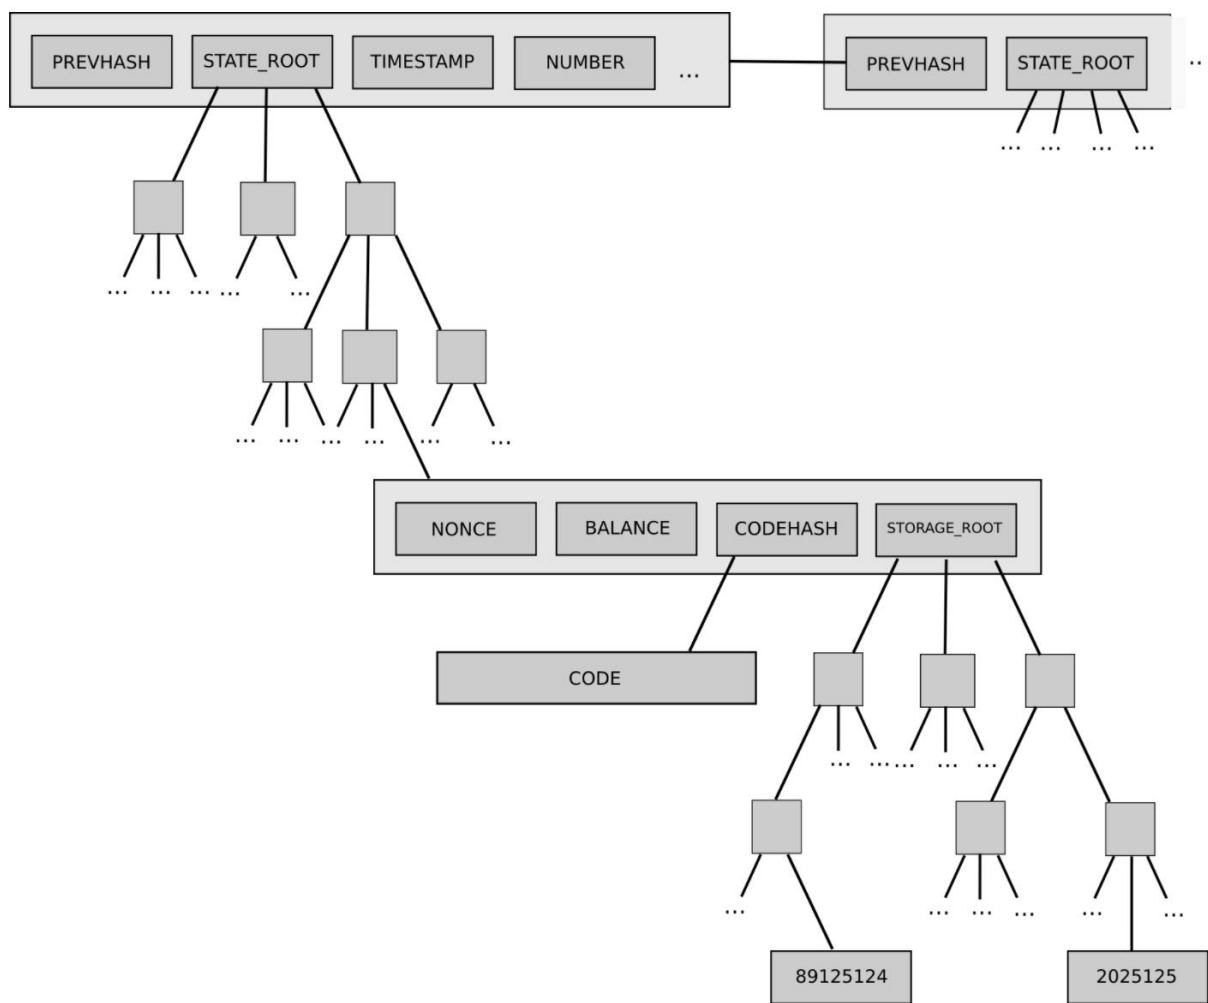 PREVHASH STATE_ROOT TIMESTAMP NUMBER ... PREVHASH STATE_ROOT ..
... ... ... ...
... ... ... ... ...
... ... ... ... ... ...
NONCE BALANCE CODEHASH STORAGE_ROOT
CODE
... ... ... ... ...
... ... ... ... ... ...
89125124 2025125